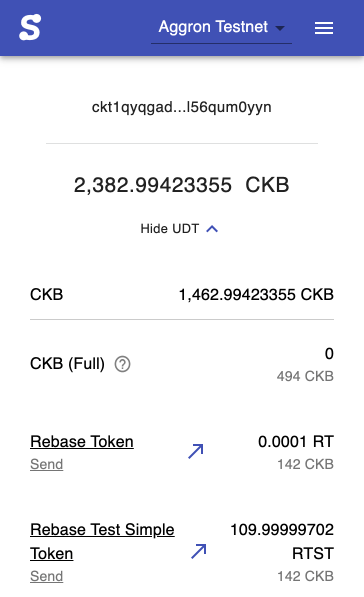 S
Aggron Testnet
ckt1qyqgad...l56qum0yyn
2,382.99423355 CKB
Hide UDT
CKB 1,462.99423355 CKB
CKB (Full) ? 0
494 CKB
Rebase Token 0.0001 RT
Send 142 CKB
Rebase Test Simple 109.99999702
Token RTST
Send 142 CKB